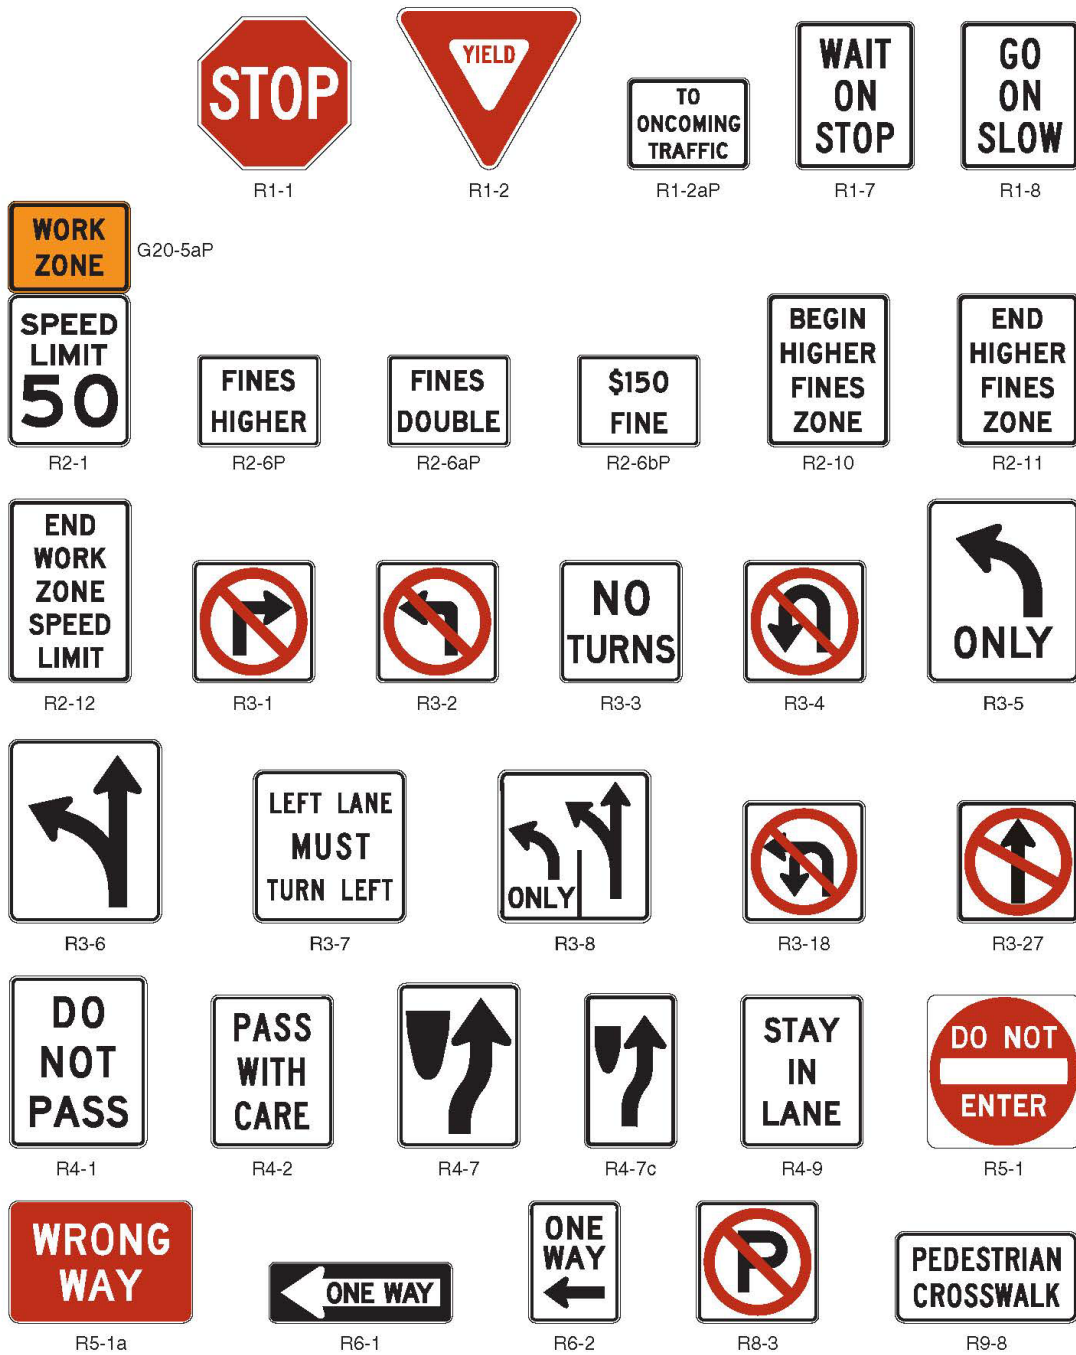 STOP
R1-1
YIELD
R1-2
TO
ONCOMING
TRAFFIC
R1-2aP
WAIT
ON
STOP
R1-7
GO
ON
SLOW
R1-8
WORK
ZONE
G20-5aP
SPEED
LIMIT
50
R2-1
FINES
HIGHER
R2-6P
FINES
DOUBLE
R2-6aP
$150
FINE
R2-6bP
BEGIN
HIGHER
FINES
ZONE
R2-10
END
HIGHER
FINES
ZONE
R2-11
END
WORK
ZONE
SPEED
LIMIT
R2-12
R3-1
R3-2
NO
TURNS
R3-3
R3-4
ONLY
R3-5
R3-6
LEFT LANE
MUST
TURN LEFT
R3-7
ONLY
R3-8
R3-18
R3-27
DO
NOT
PASS
R4-1
PASS
WITH
CARE
R4-2
R4-7
R4-7c
STAY
IN
LANE
R4-9
DO NOT
ENTER
R5-1
WRONG
WAY
R5-1a
ONE WAY
R6-1
ONE
WAY
R6-2
P
R8-3
PEDESTRIAN
CROSSWALK
R9-8